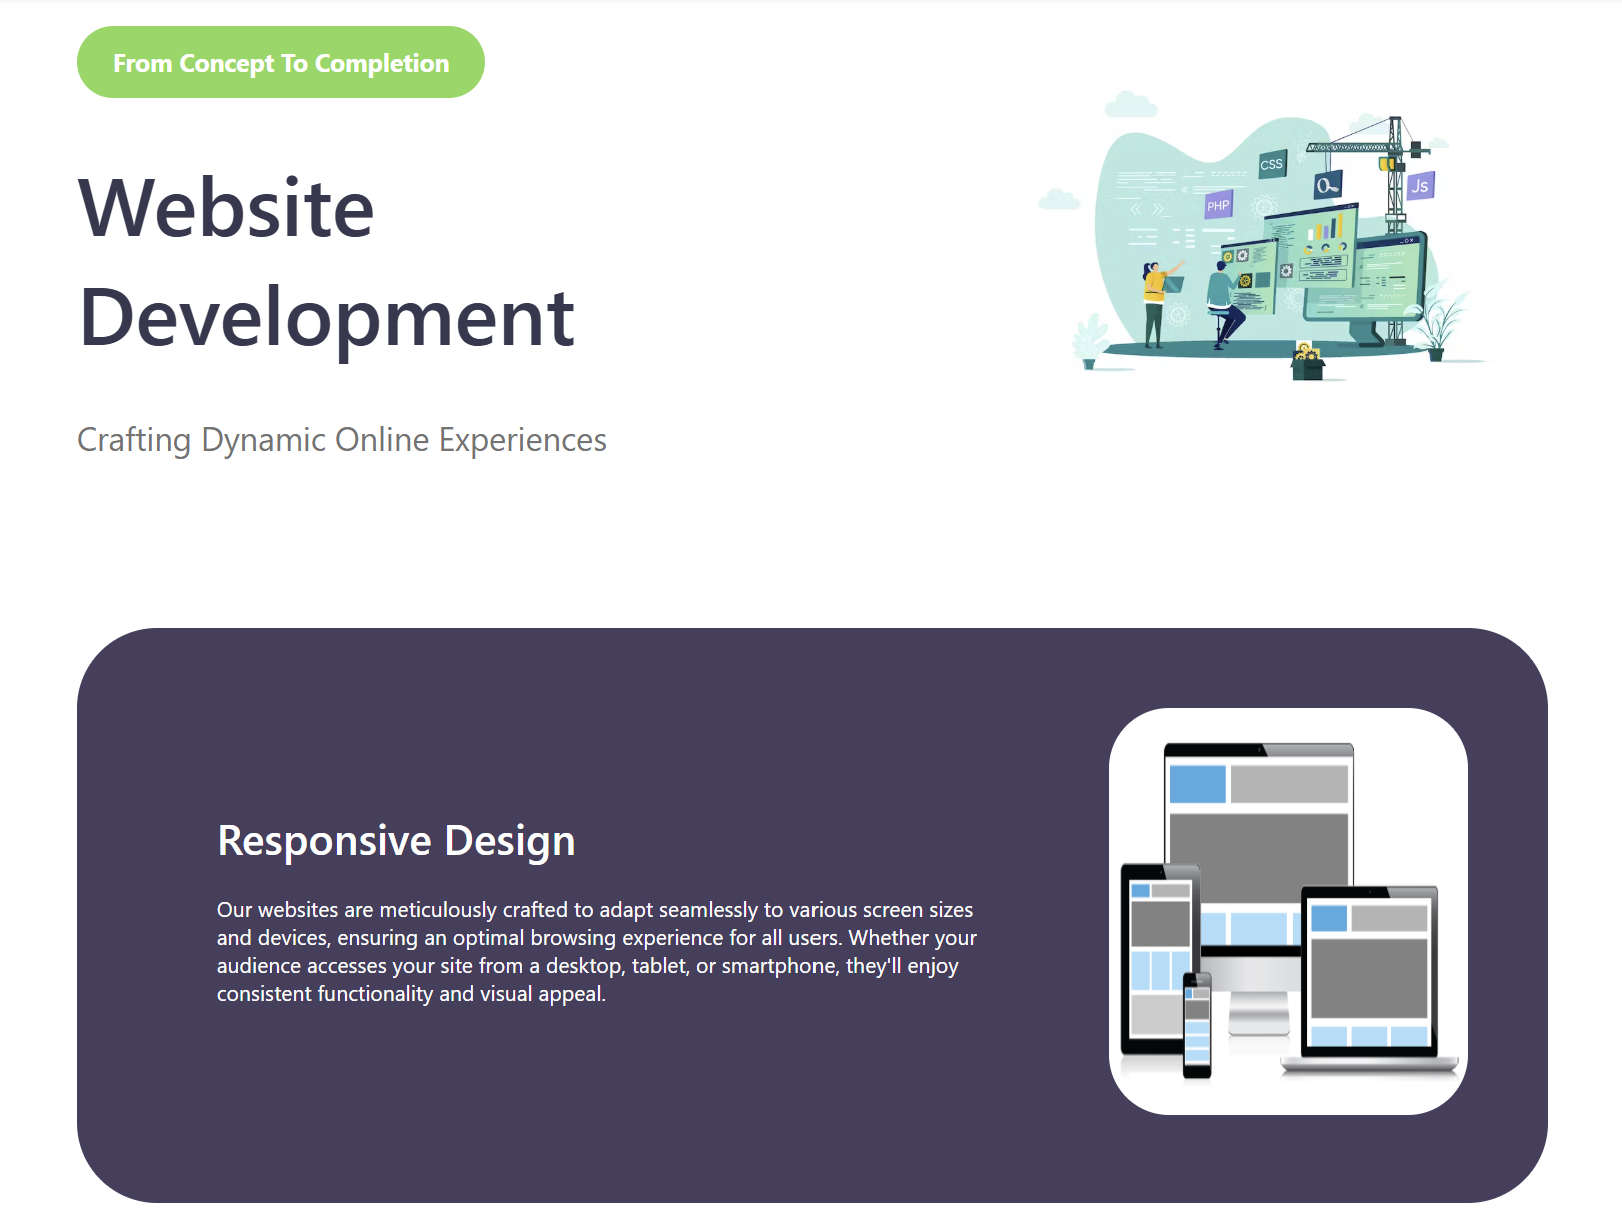 From Concept To Completion
Website
Development
Crafting Dynamic Online Experiences
CSS
PHP
Js
Responsive Design
Our websites are meticulously crafted to adapt seamlessly to various screen sizes
and devices, ensuring an optimal browsing experience for all users. Whether your
audience accesses your site from a desktop, tablet, or smartphone, they'll enjoy
consistent functionality and visual appeal.